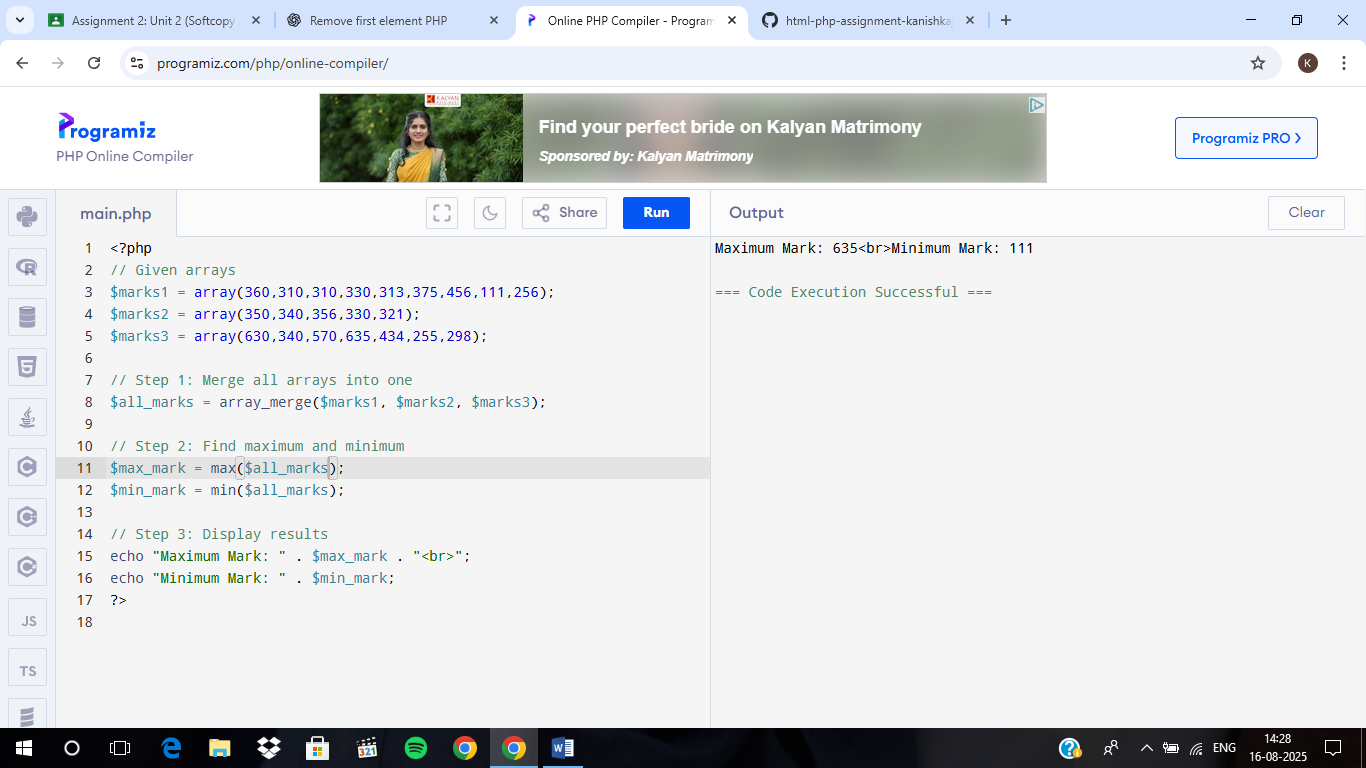 Assignment 2: Unit 2 (Softcopy
Remove first element PHP
Online PHP Compiler - Program
html-php-assignment-kanishka
programiz.com/php/online-compiler/
K
Programiz
PHP Online Compiler
KALYAN
Find your perfect bride on Kalyan Matrimony
Sponsored by: Kalyan Matrimony
Programiz PRO >
main.php
Share
Run
Output
Clear
1 <?php
2 // Given arrays
3 $marks1 = array(360,310,310,330,313,375,456,111,256);
4 $marks2 = array(350,340,356,330,321);
5 $marks3 = array(630,340,570,635,434,255,298);
6
7 // Step 1: Merge all arrays into one
8 $all_marks = array_merge($marks1, $marks2, $marks3);
9
10 // Step 2: Find maximum and minimum
11 $max_mark = max($all_marks);
12 $min_mark = min($all_marks);
13
14 // Step 3: Display results
15 echo "Maximum Mark: " . $max_mark . "<br>";
16 echo "Minimum Mark: " . $min_mark;
17 ?>
18
Maximum Mark: 635<br>Minimum Mark: 111
=== Code Execution Successful ===
JS
TS
321
ENG
14:28
16-08-2025